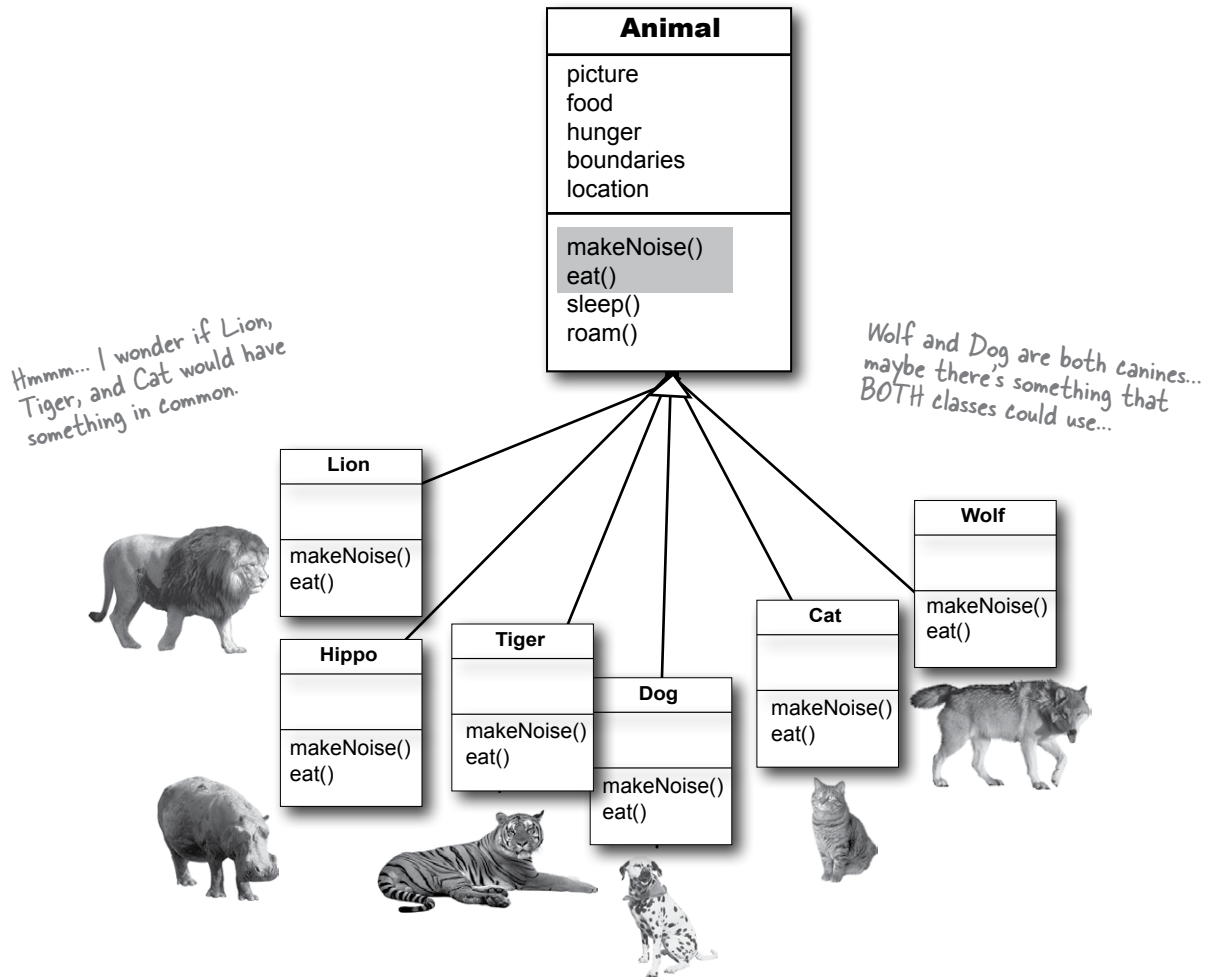 Animal
picture
food
hunger
boundaries
location
makeNoise()
eat()
sleep()
roam()
Hmmm... I wonder if Lion,
Tiger, and Cat would have
something in common.
Wolf and Dog are both canines...
maybe there's something that
BOTH classes could use...
Lion
makeNoise()
eat()
Hippo
makeNoise()
eat()
Tiger
makeNoise()
eat()
Dog
makeNoise()
eat()
Cat
makeNoise()
eat()
Wolf
makeNoise()
eat()